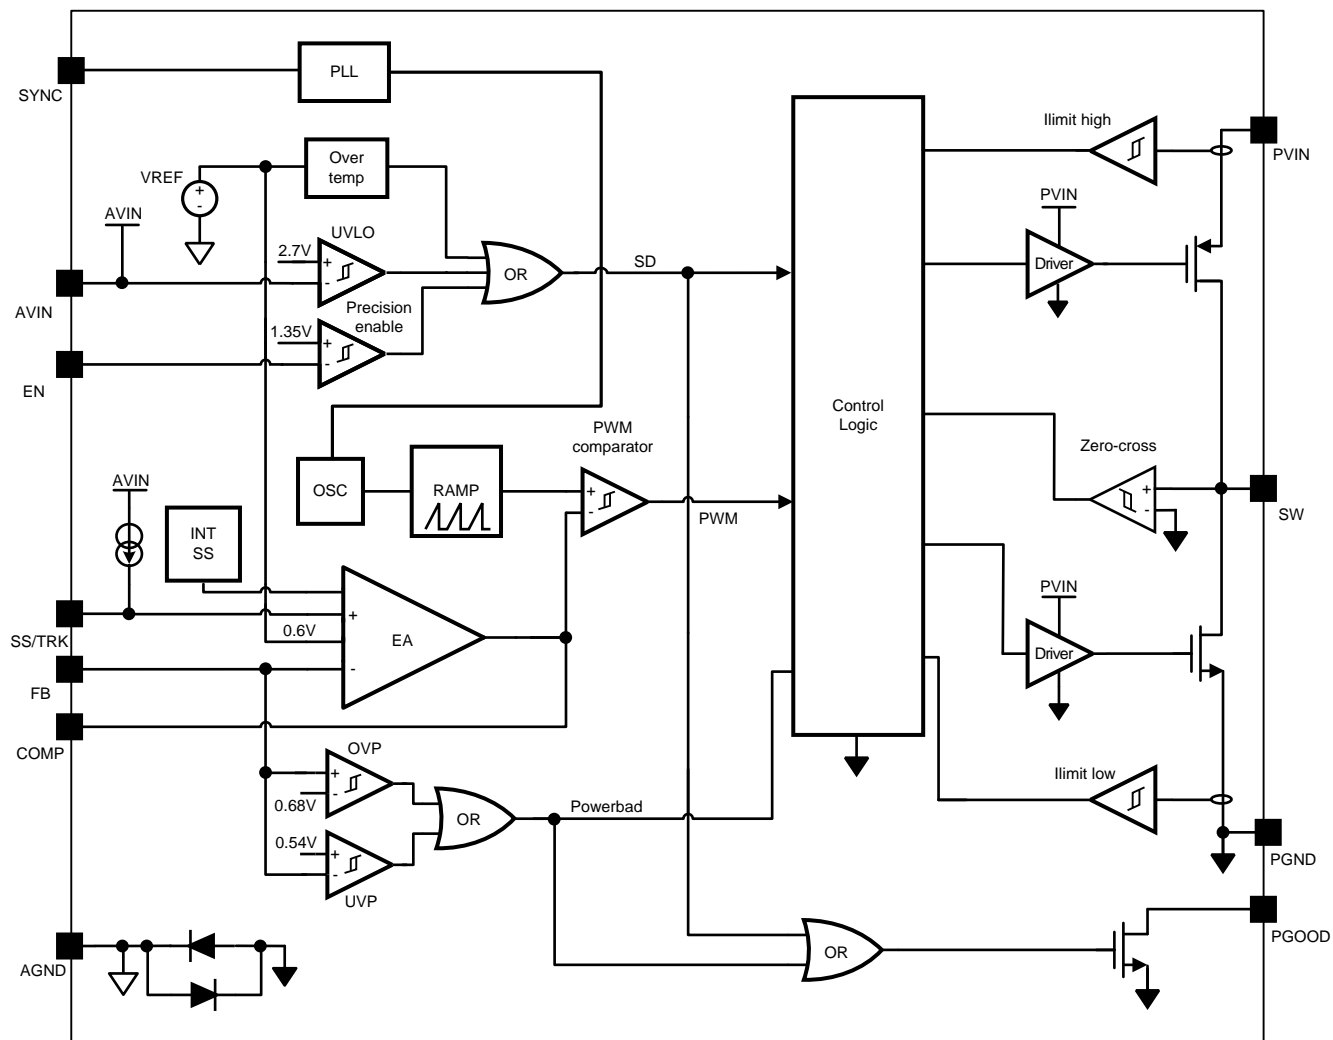 PLL
SYNC
Ilimit high
PVIN
Over
temp
VREF
+
-
PVIN
AVIN
UVLO
2.7V
+
-
OR
SD
Driver
AVIN
Precision
enable
1.35V
+
-
EN
Control
Logic
PWM
comparator
Zero-cross
AVIN
OSC
RAMP
+
-
PWM
+
-
SW
INT
SS
PVIN
SS/TRK
+
0.6V
EA
Driver
FB
-
COMP
OVP
+
-
0.68V
Ilimit low
Powerbad
OR
0.54V
+
-
UVP
PGND
PGOOD
OR
AGND